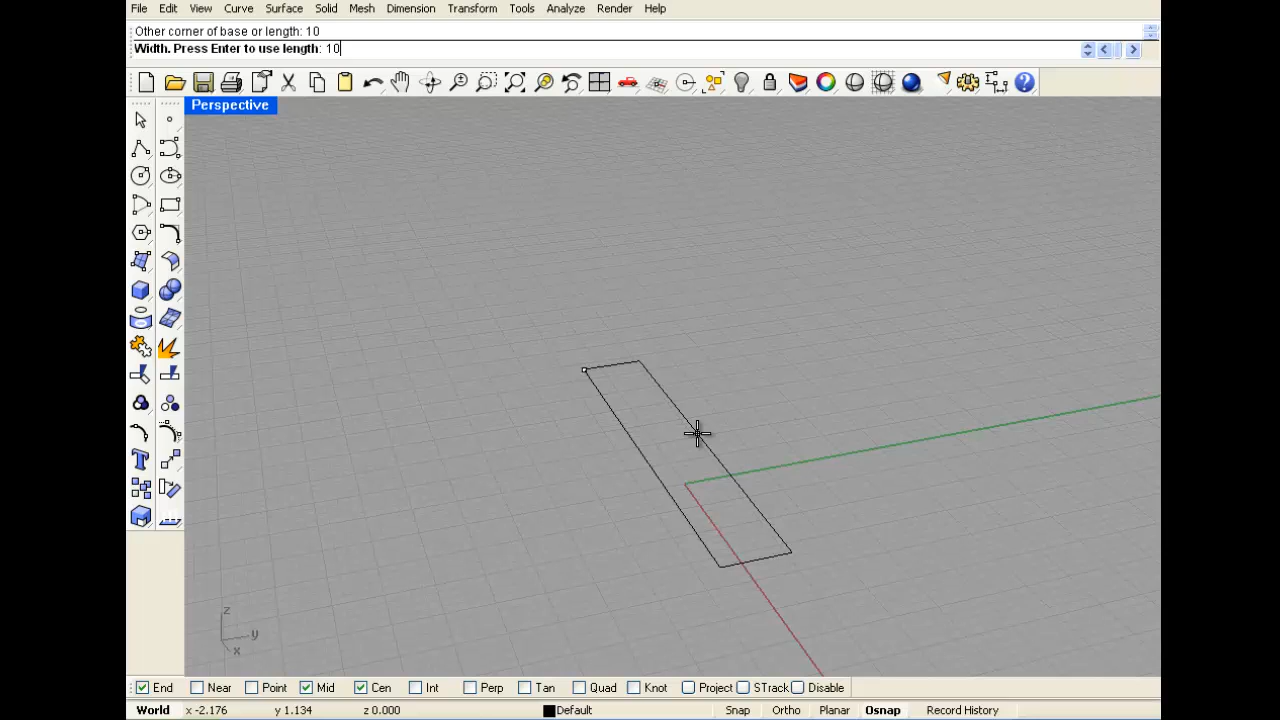 File Edit View Curve Surface Solid Mesh Dimension Transform Tools Analyze Render Help
Other corner of base or length: 10
Width. Press Enter to use length: 10
Perspective
z
y
x
End Near Point Mid Cen Int Perp Tan Quad Knot Project STrack Disable
World x -2.176 y 1.134 z 0.000 Default Snap Ortho Planar Osnap Record History